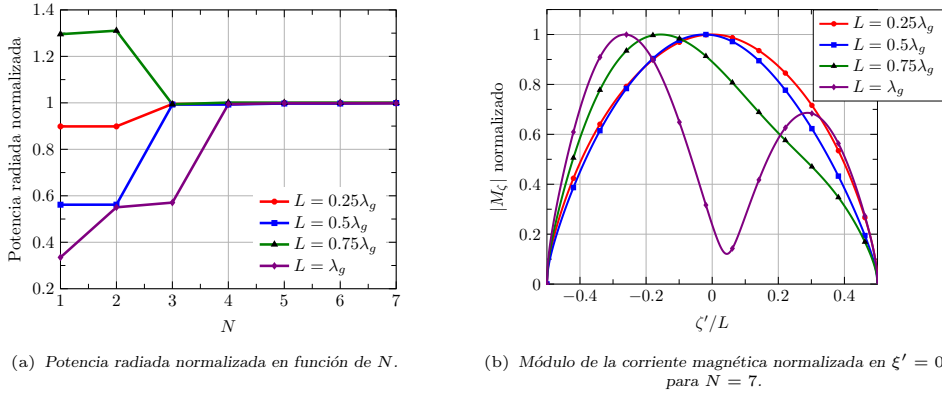 Potencia radiada normalizada
1.4
1.2
1
0.8
0.6
0.4
0.2
1 2 3 4 5 6 7
N
L = 0.25λg
L = 0.5λg
L = 0.75λg
L = λg
(a) Potencia radiada normalizada en función de N.
|Mζ| normalizado
1
0.8
0.6
0.4
0.2
0
−0.4 −0.2 0 0.2 0.4
ζ′/L
L = 0.25λg
L = 0.5λg
L = 0.75λg
L = λg
(b) Módulo de la corriente magnética normalizada en ξ′ = 0
para N = 7.